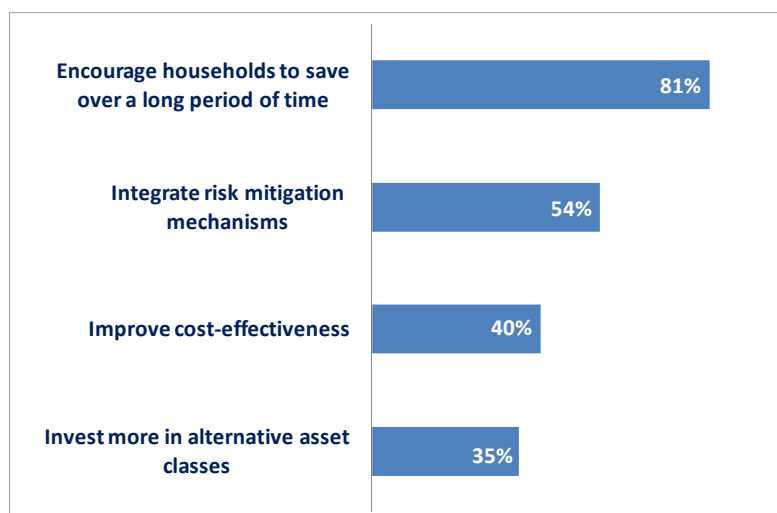 Encourage households to save
over a long period of time
81%
Integrate risk mitigation
mechanisms
54%
Improve cost-effectiveness
40%
Invest more in alternative asset
classes
35%